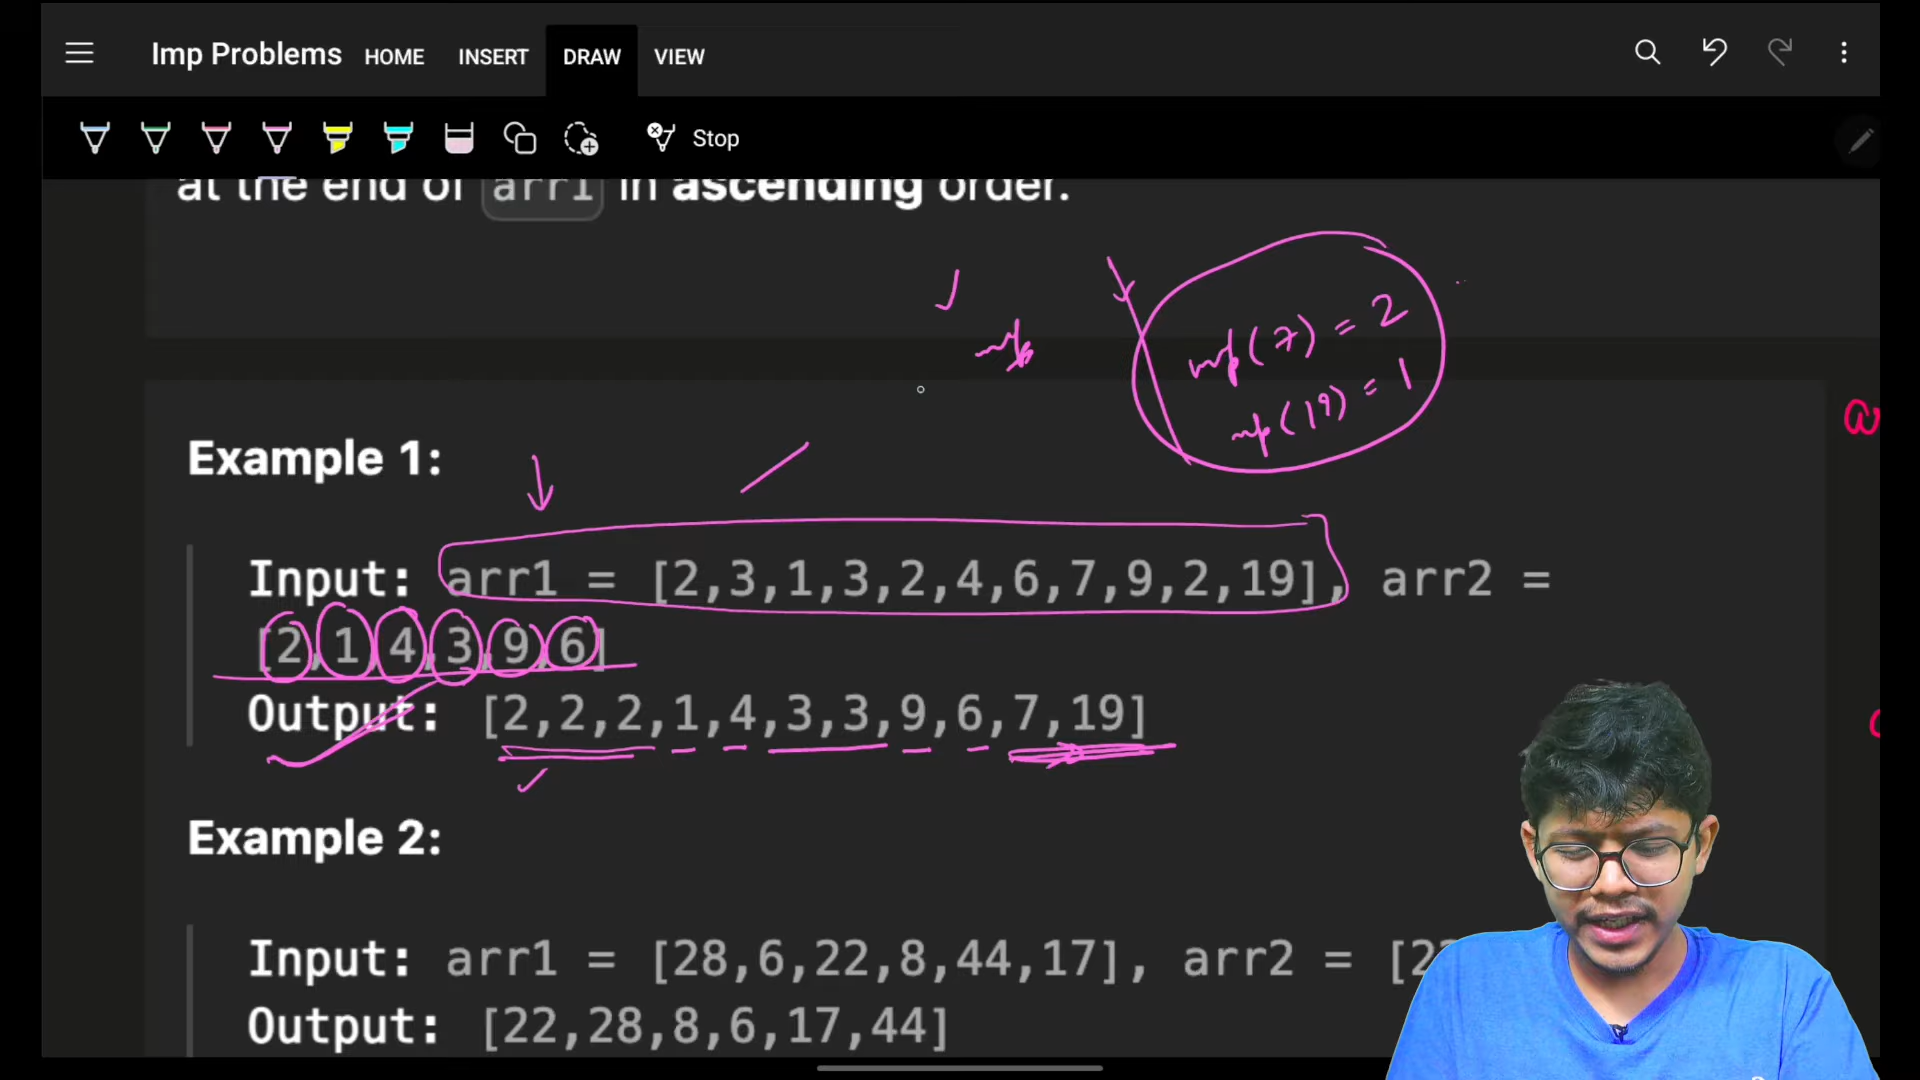 Imp Problems HOME INSERT DRAW VIEW
Stop
at the end of arr1 in ascending order.
mp(7) = 2
mp
mp(19) = 1
Example 1:
Input: arr1 = [2,3,1,3,2,4,6,7,9,2,19], arr2 =
[2,1,4,3,9,6]
Output: [2,2,2,1,4,3,3,9,6,7,19]
Example 2:
Input: arr1 = [28,6,22,8,44,17], arr2 = [2
Output: [22,28,8,6,17,44]